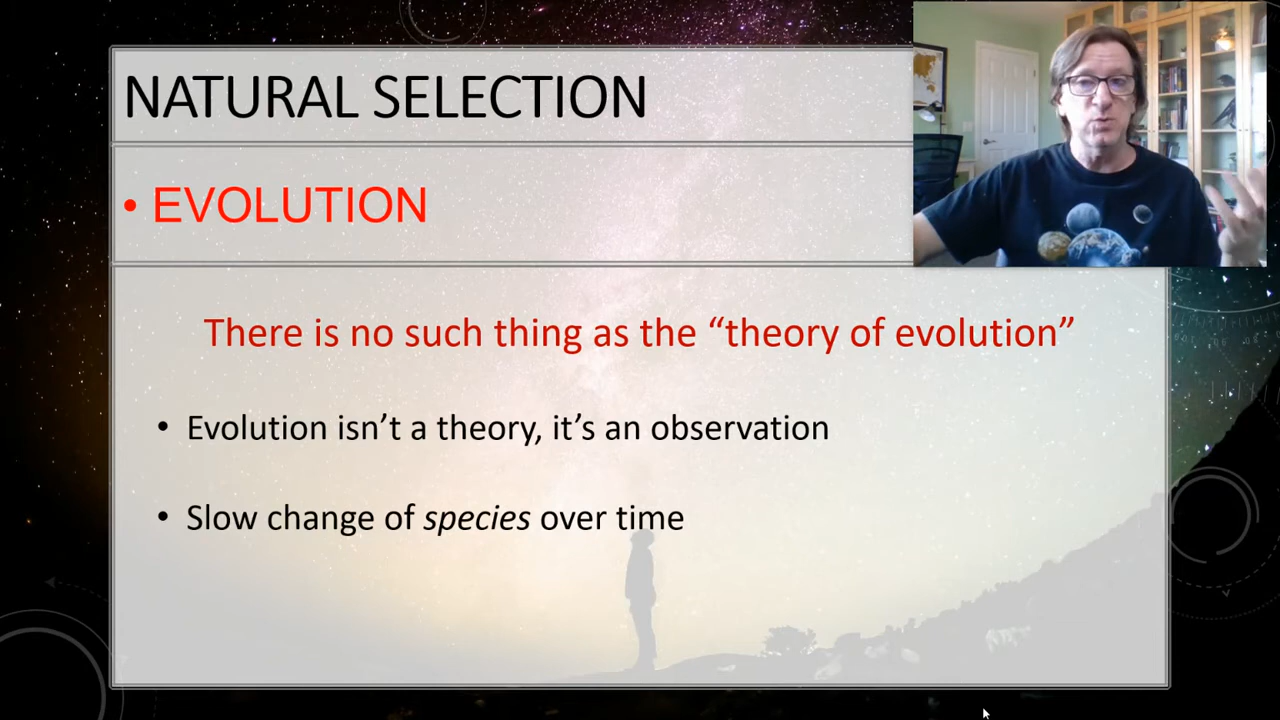 NATURAL SELECTION
• EVOLUTION
There is no such thing as the “theory of evolution”
• Evolution isn’t a theory, it’s an observation
• Slow change of species over time